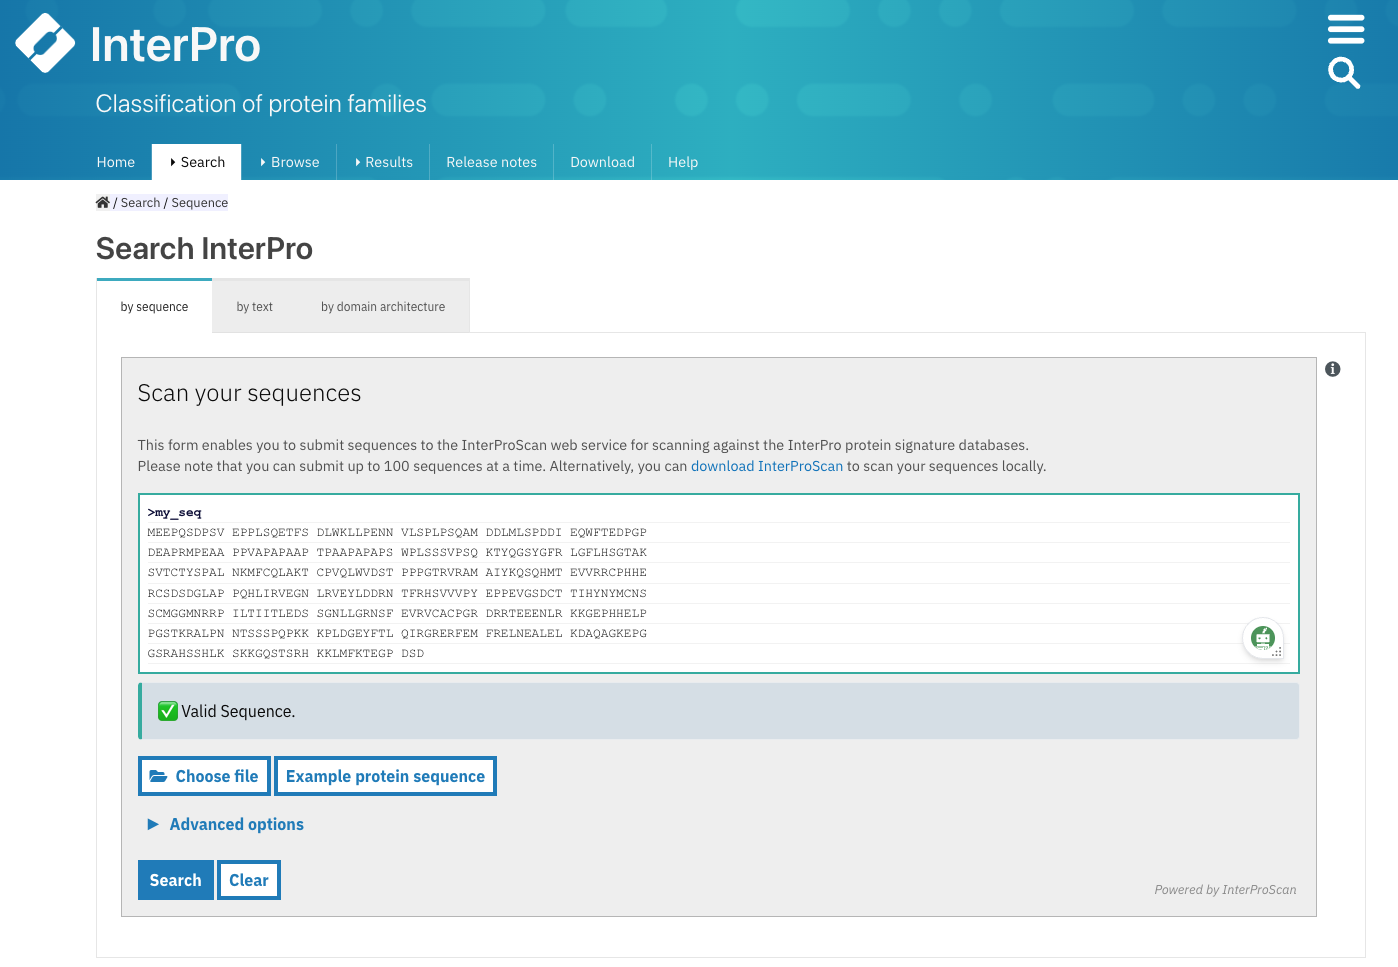 InterPro
Classification of protein families
Home Search Browse Results Release notes Download Help
/ Search / Sequence
Search InterPro
by sequence by text by domain architecture
Scan your sequences
This form enables you to submit sequences to the InterProScan web service for scanning against the InterPro protein signature databases.
Please note that you can submit up to 100 sequences at a time. Alternatively, you can download InterProScan to scan your sequences locally.
>my_seq
MEEPQSDPSV EPPLSQETFS DLWKLLPENN VLSPLPSQAM DDLMLSPDDI EQWFTEDPGP
DEAPRMPEAA PPVAPAPAAP TPAAPAPAPS WPLSSSVPSQ KTYQGSYGFR LGFLHSGTAK
SVTCTYSPAL NKMFCQLAKT CPVQLWVDST PPPGTRVRAM AIYKQSQHMT EVVRRCPHHE
RCSDSDGLAP PQHLIRVEGN LRVEYLDDRN TFRHSVVVPY EPPEVGSDCT TIHYNYMCNS
SCMGGMNRRP ILTIITLEDS SGNLLGRNSF EVRVCACPGR DRRTEEENLR KKGEPHHELP
PGSTKRALPN NTSSSPQPKK KPLDGEYFTL QIRGRERFEM FRELNEALEL KDAQAGKEPG
GSRAHSSHLK SKKGQSTSRH KKLMFKTEGP DSD
Valid Sequence.
Choose file Example protein sequence
Advanced options
Search Clear
Powered by InterProScan